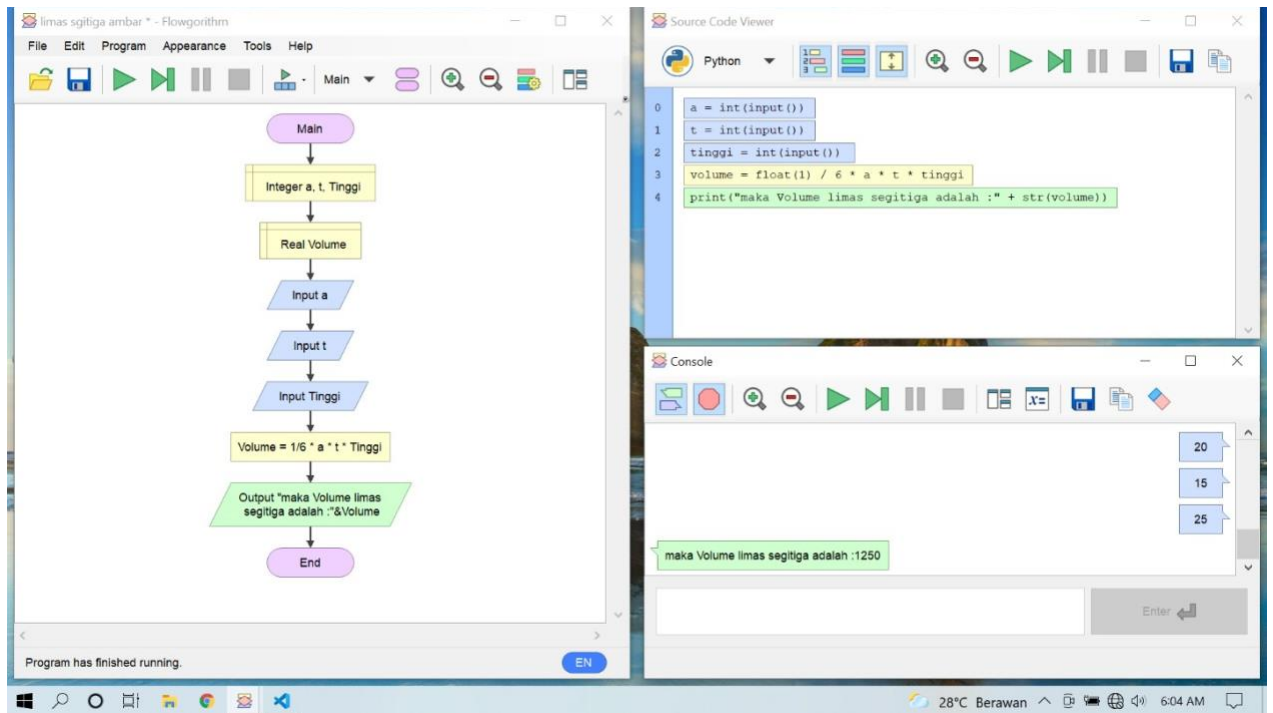 limas sgitiga ambar * - Flowgorithm
File Edit Program Appearance Tools Help
Main
Main
Integer a, t, Tinggi
Real Volume
Input a
Input t
Input Tinggi
Volume = 1/6 * a * t * Tinggi
Output "maka Volume limas
segitiga adalah :"&Volume
End
Program has finished running.
EN
Source Code Viewer
Python
0 a = int(input())
1 t = int(input())
2 tinggi = int(input())
3 volume = float(1) / 6 * a * t * tinggi
4 print("maka Volume limas segitiga adalah :" + str(volume))
Console
x=
20
15
25
maka Volume limas segitiga adalah :1250
Enter
28°C Berawan
6:04 AM